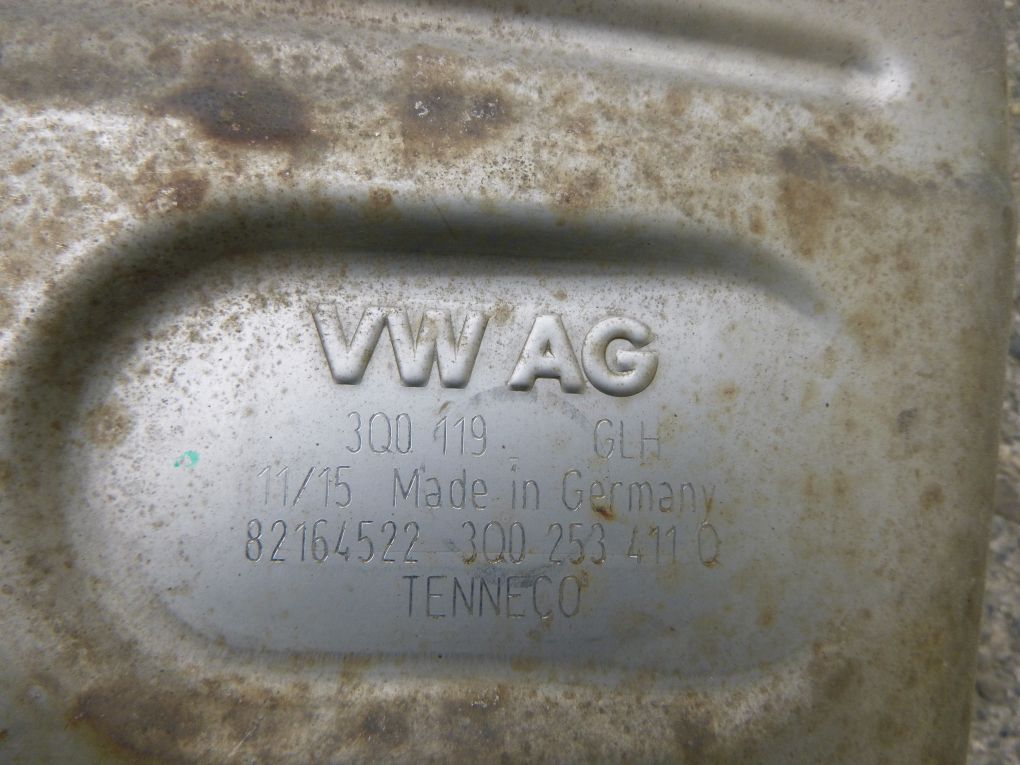 VW AG
3Q0 119 _ GLH
11/15 Made in Germany
82164522 3Q0 253 411 Q
TENNECO